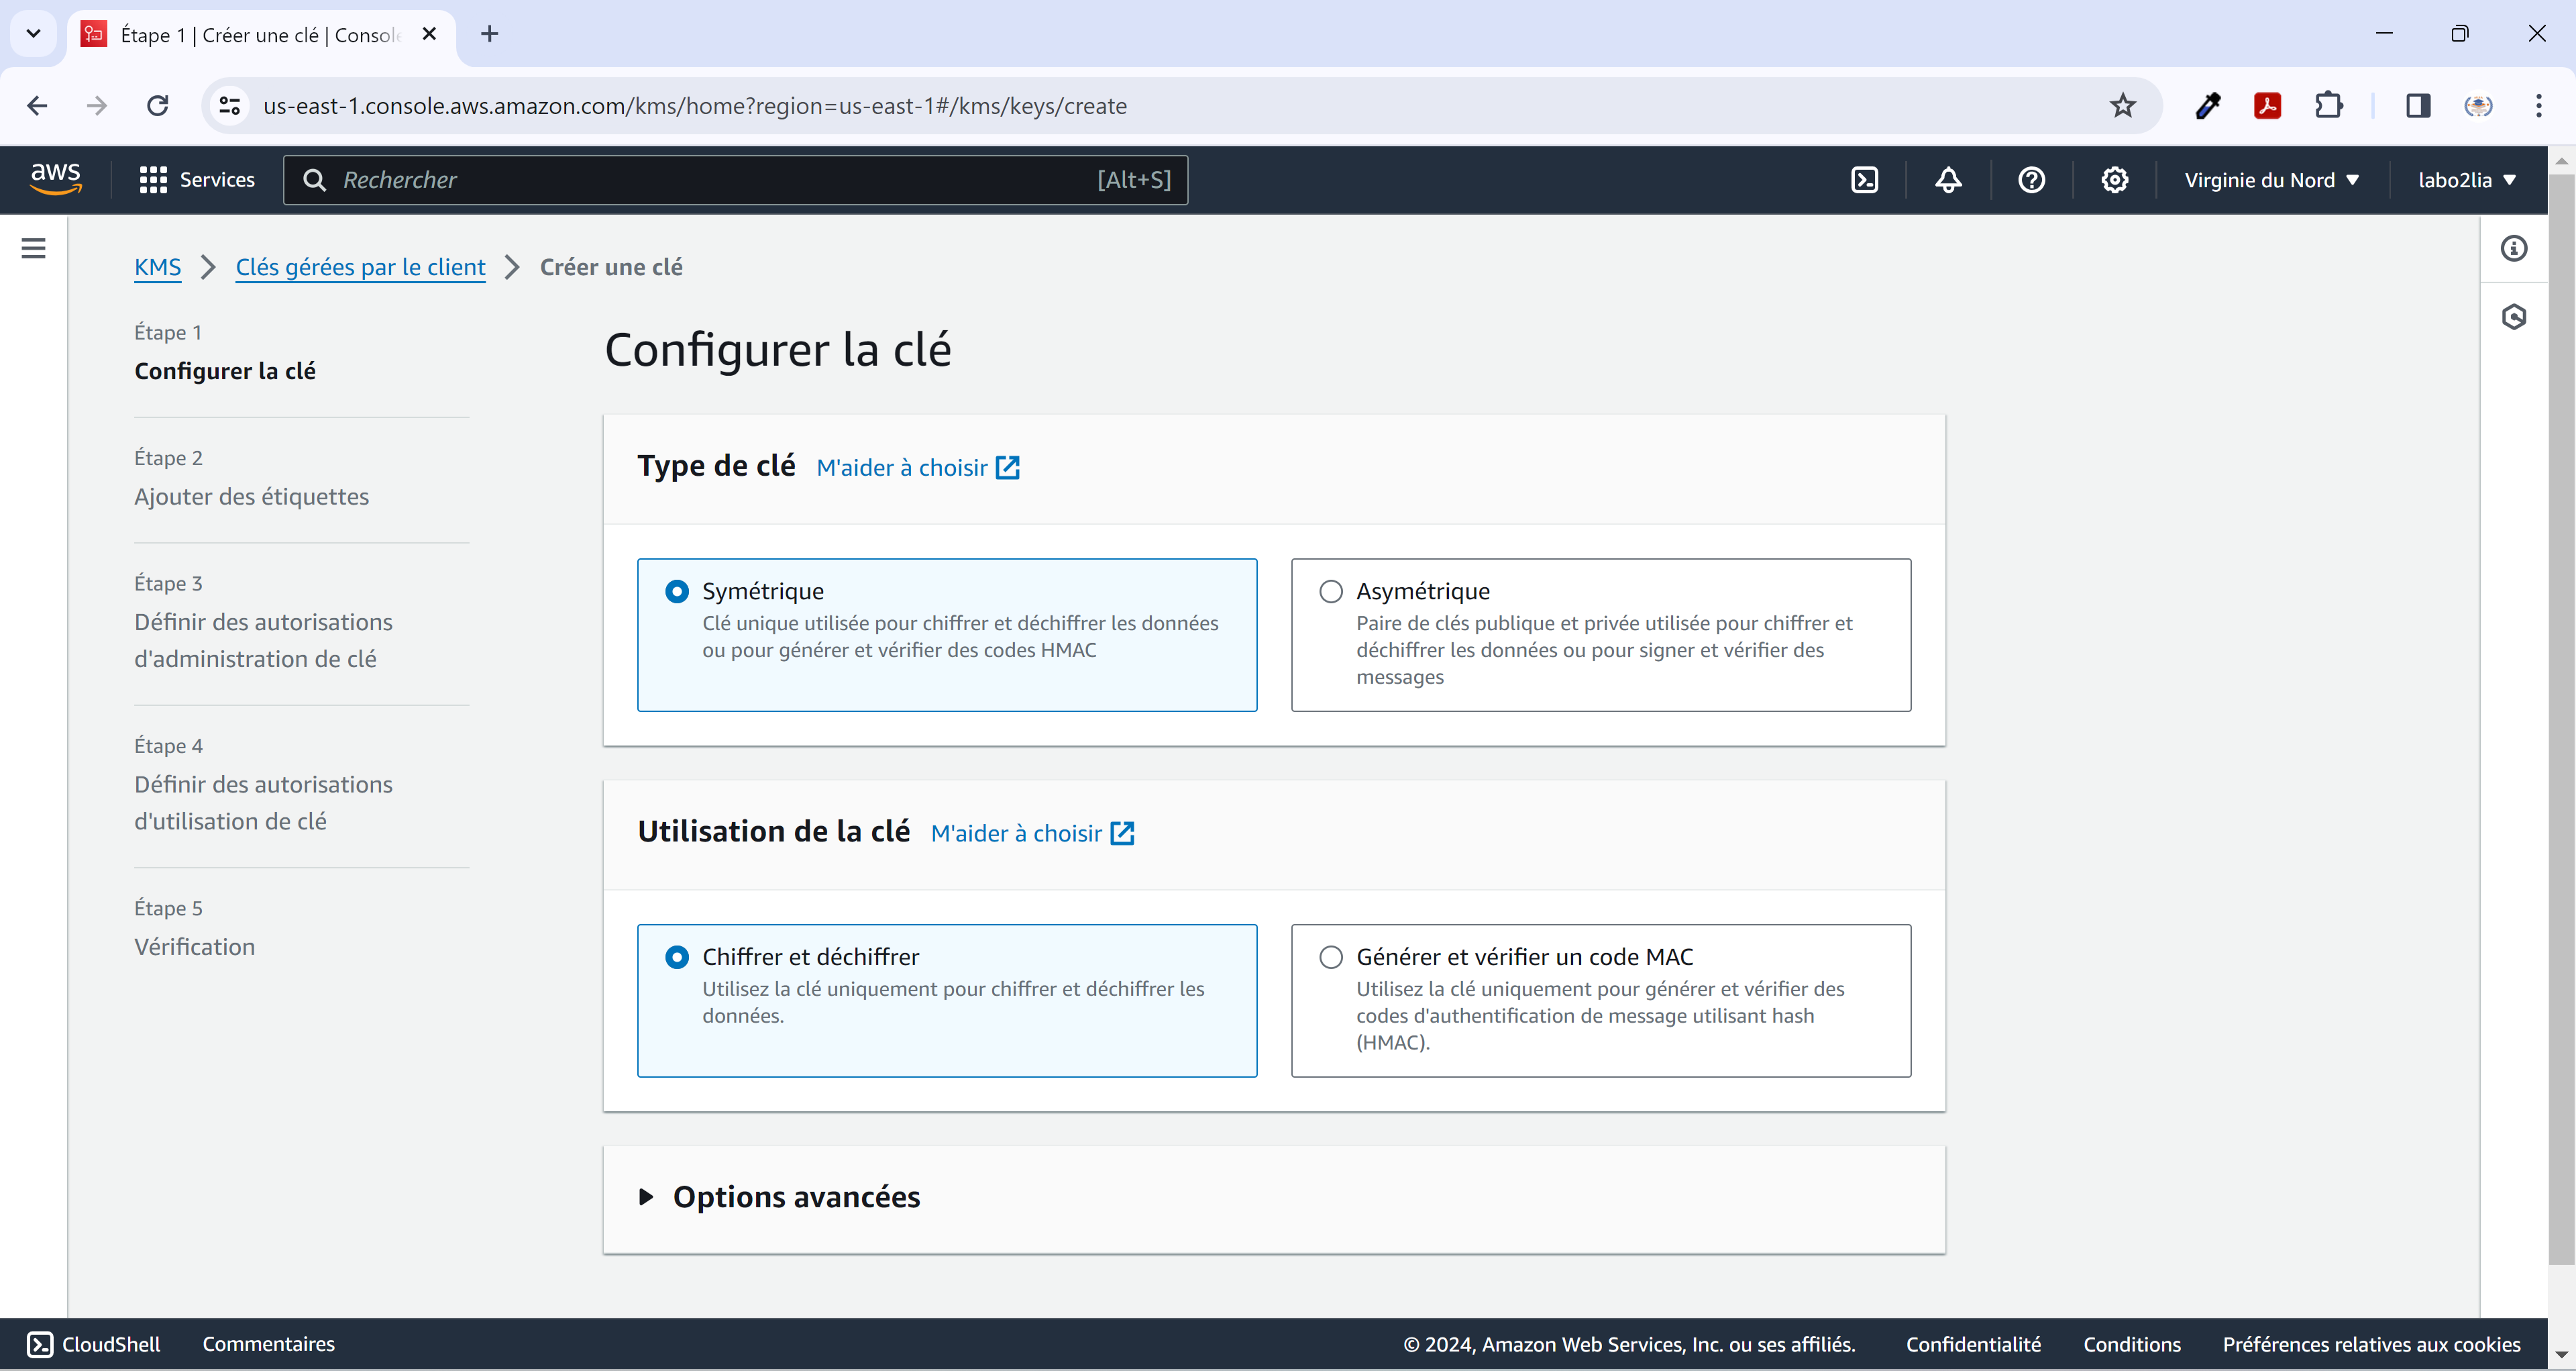 Étape 1 | Créer une clé | Console
us-east-1.console.aws.amazon.com/kms/home?region=us-east-1#/kms/keys/create
aws
Services
Rechercher
[Alt+S]
Virginie du Nord
labo2lia
KMS
Clés gérées par le client
Créer une clé
Étape 1
Configurer la clé
Étape 2
Ajouter des étiquettes
Étape 3
Définir des autorisations
d'administration de clé
Étape 4
Définir des autorisations
d'utilisation de clé
Étape 5
Vérification
Configurer la clé
Type de clé
M'aider à choisir
Symétrique
Clé unique utilisée pour chiffrer et déchiffrer les données
ou pour générer et vérifier des codes HMAC
Asymétrique
Paire de clés publique et privée utilisée pour chiffrer et
déchiffrer les données ou pour signer et vérifier des
messages
Utilisation de la clé
M'aider à choisir
Chiffrer et déchiffrer
Utilisez la clé uniquement pour chiffrer et déchiffrer les
données.
Générer et vérifier un code MAC
Utilisez la clé uniquement pour générer et vérifier des
codes d'authentification de message utilisant hash
(HMAC).
Options avancées
CloudShell
Commentaires
© 2024, Amazon Web Services, Inc. ou ses affiliés.
Confidentialité
Conditions
Préférences relatives aux cookies